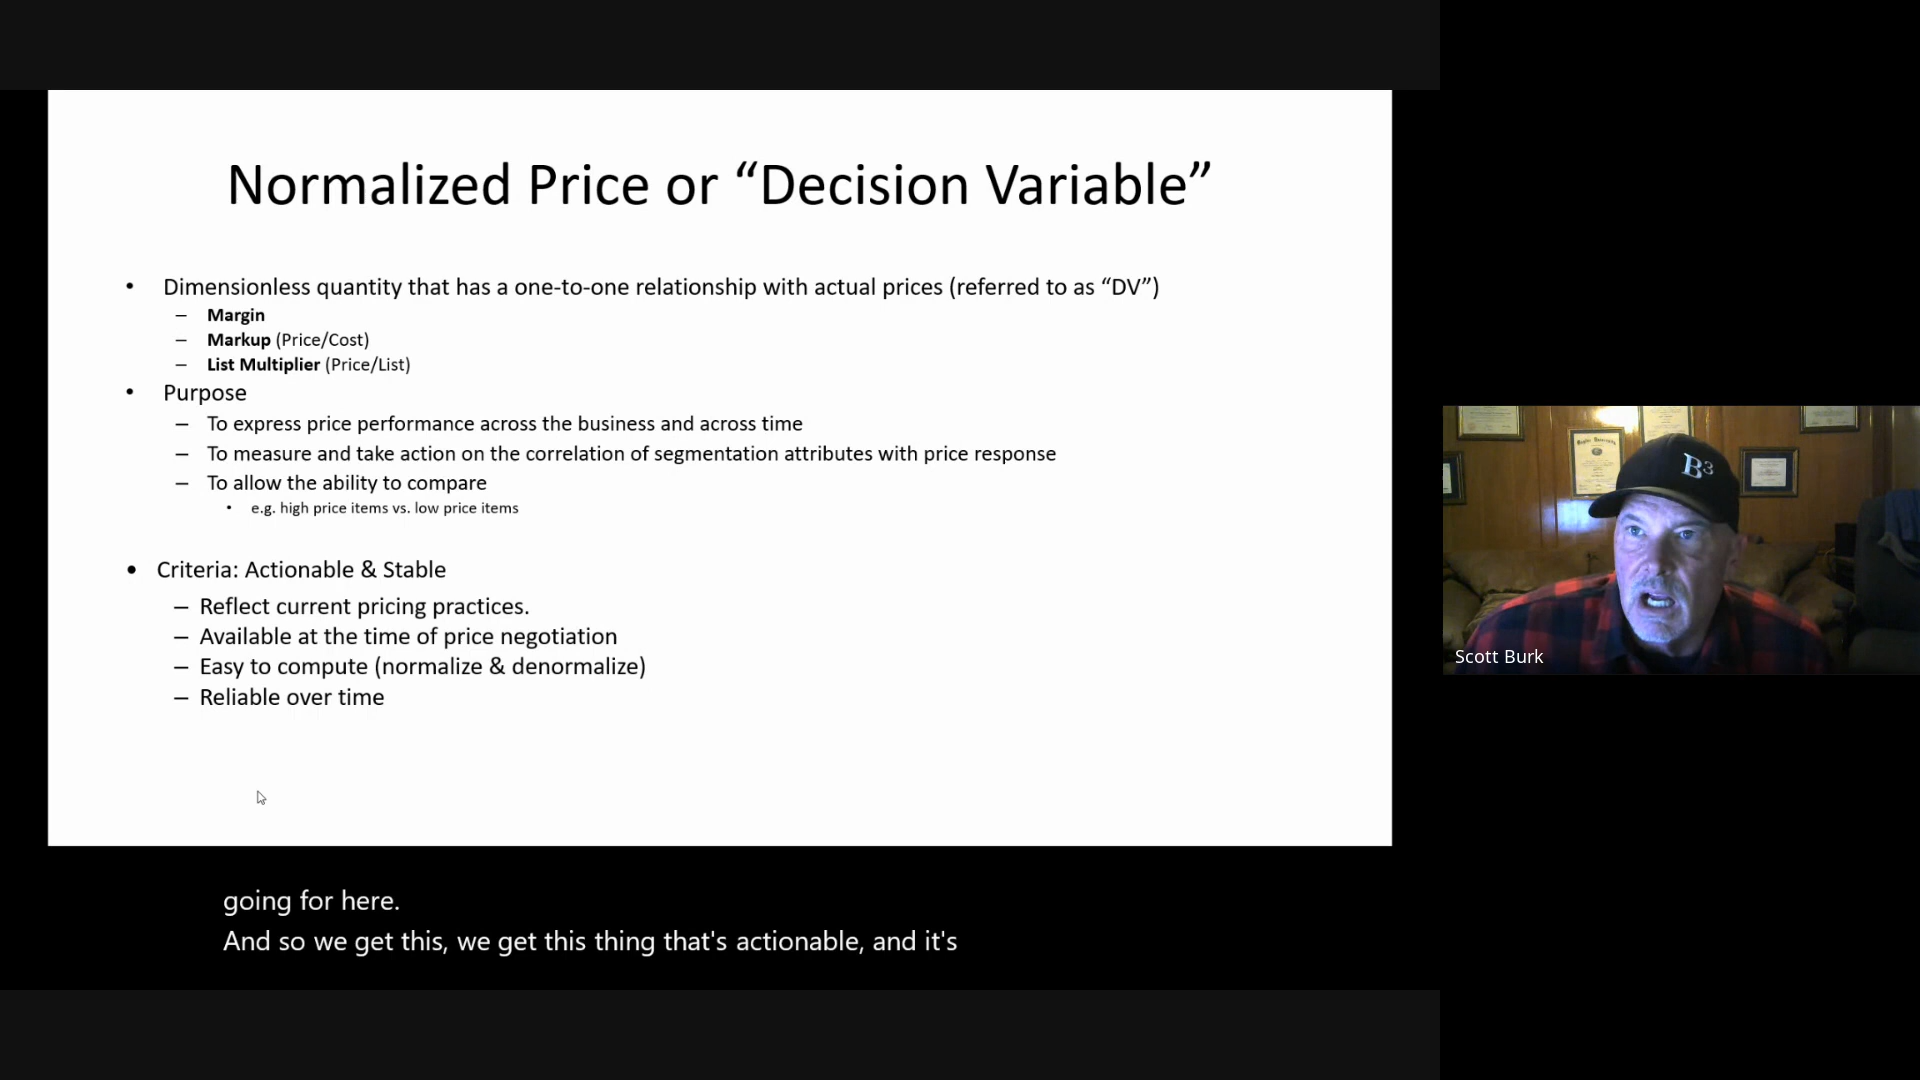 Normalized Price or “Decision Variable”
• Dimensionless quantity that has a one-to-one relationship with actual prices (referred to as “DV”)
– Margin
– Markup (Price/Cost)
– List Multiplier (Price/List)
• Purpose
– To express price performance across the business and across time
– To measure and take action on the correlation of segmentation attributes with price response
– To allow the ability to compare
• e.g. high price items vs. low price items
• Criteria: Actionable & Stable
– Reflect current pricing practices.
– Available at the time of price negotiation
– Easy to compute (normalize & denormalize)
– Reliable over time
B3
Scott Burk
going for here.
And so we get this, we get this thing that's actionable, and it's